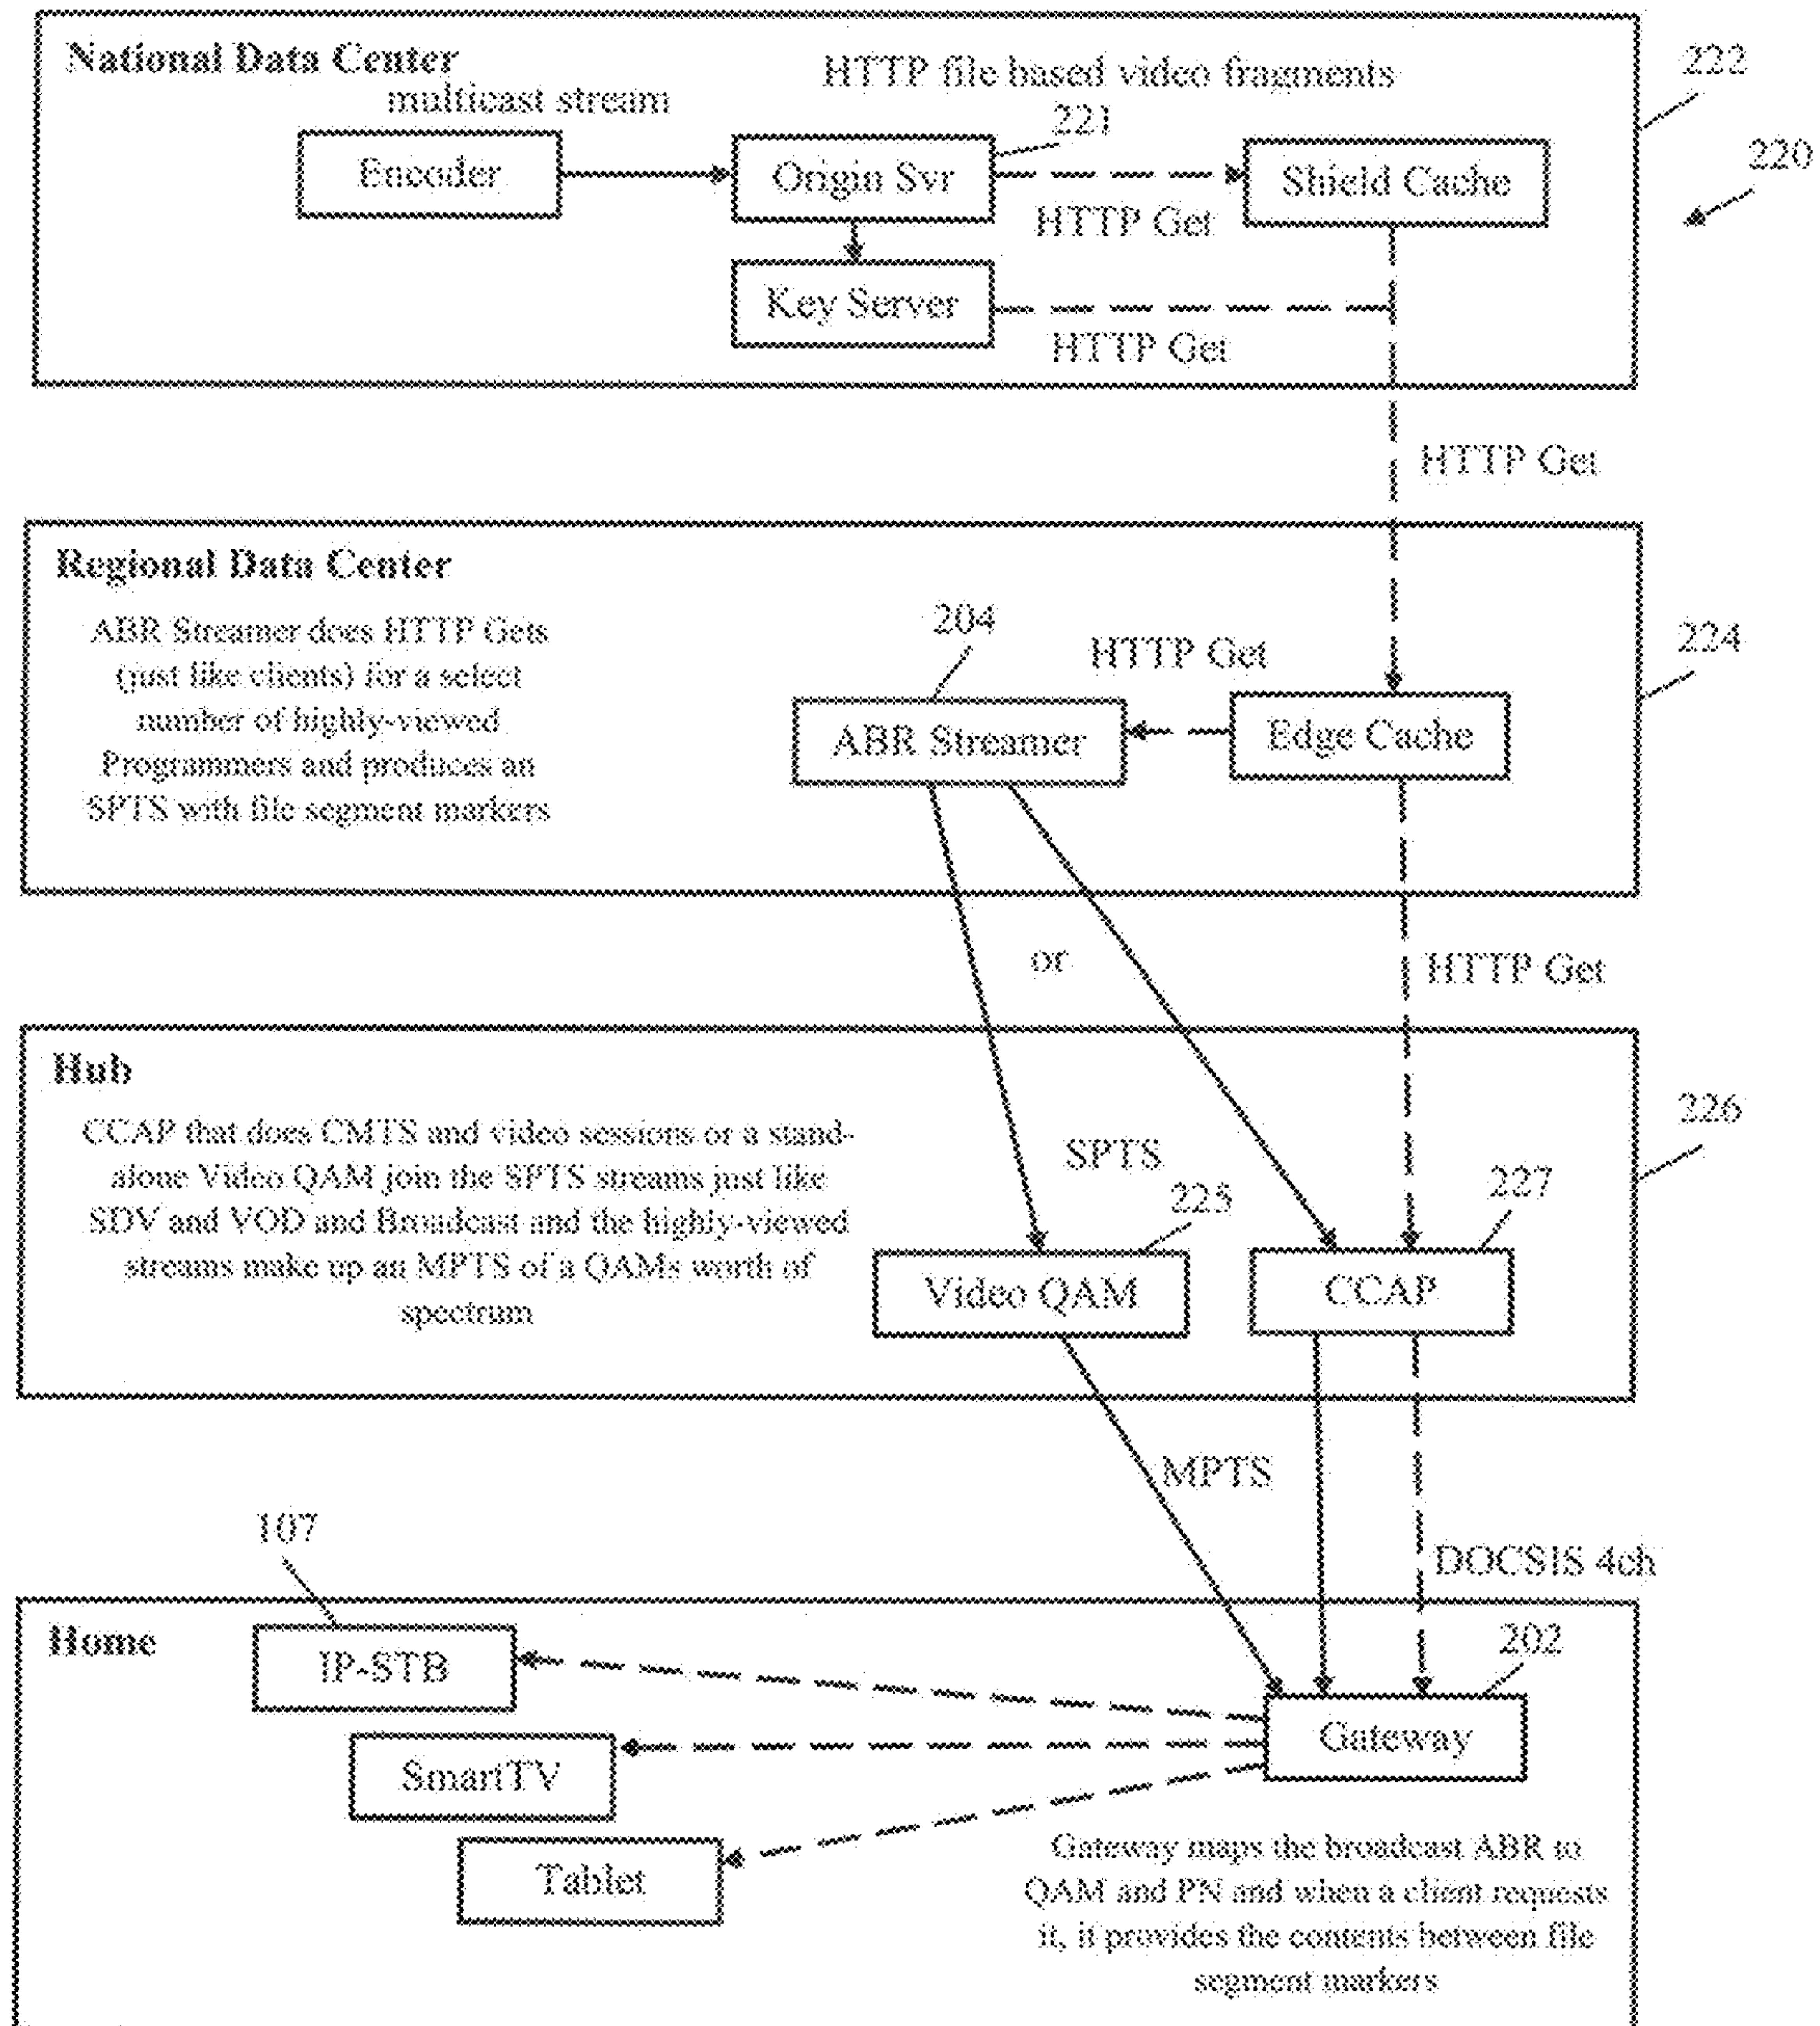 National Data Center
multicast stream
HTTP file based video fragments
222
221
220
Encoder
Origin Svr
Shield Cache
HTTP Get
Key Server
HTTP Get
HTTP Get
Regional Data Center
ABR Streamer does HTTP Gets
(just like clients) for a select
number of highly-viewed
Programmers and produces an
SPTS with file segment markers
204
HTTP Get
224
ABR Streamer
Edge Cache
or
HTTP Get
Hub
CCAP that does CMTS and video sessions or a stand-
alone Video QAM join the SPTS streams just like
SDV and VOD and Broadcast and the highly-viewed
streams make up an MPTS of a QAMs worth of
spectrum
SPTS
225
227
226
Video QAM
CCAP
MPTS
DOCSIS 4ch
107
Home
202
IP-STB
Gateway
SmartTV
Tablet
Gateway maps the broadcast ABR to
QAM and PN and when a client requests
it, it provides the contents between file
segment markers